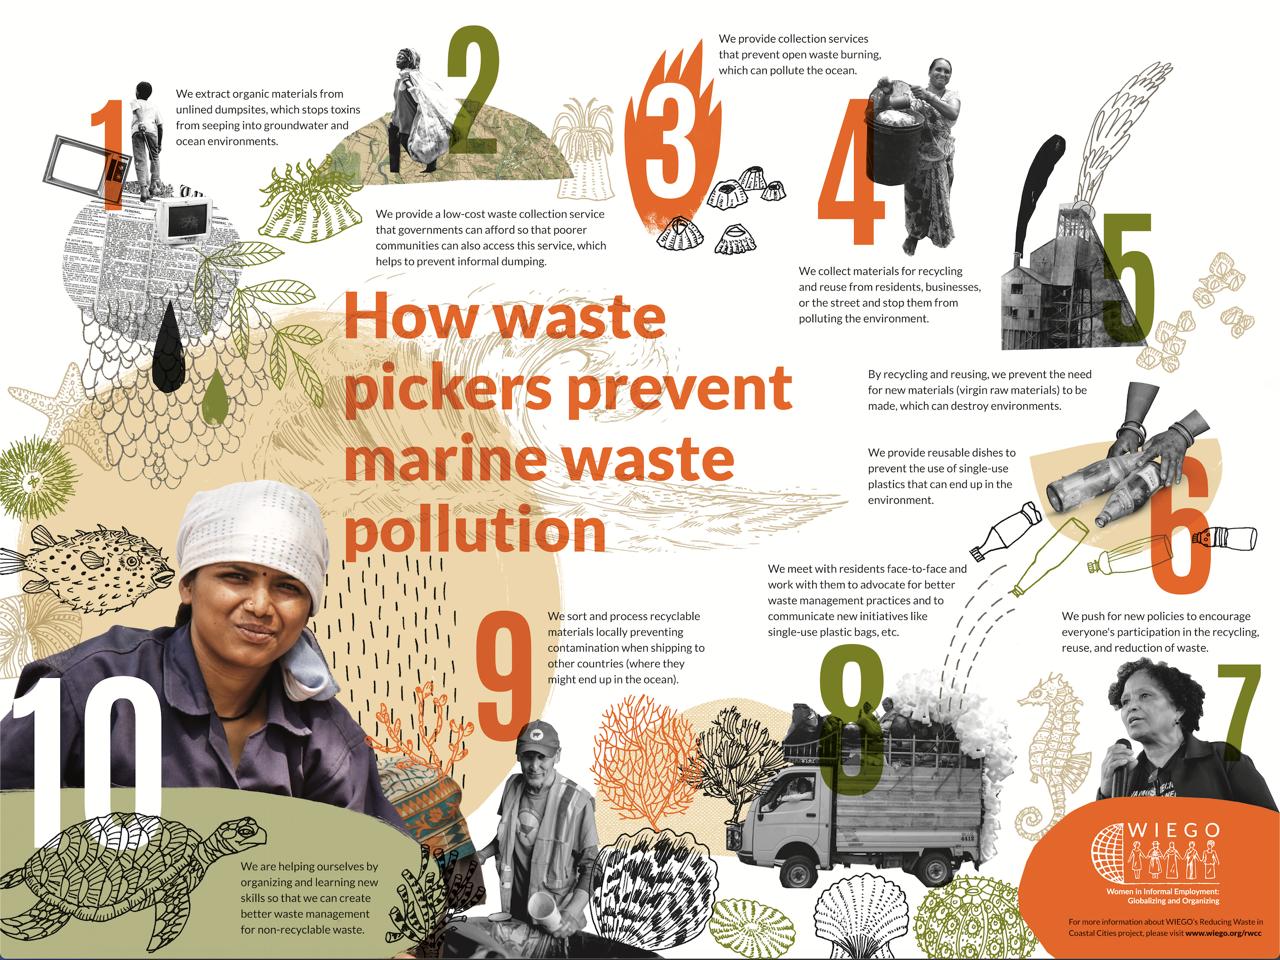 1
We extract organic materials from
unlined dumpsites, which stops toxins
from seeping into groundwater and
ocean environments.
2
We provide a low-cost waste collection service
that governments can afford so that poorer
communities can also access this service, which
helps to prevent informal dumping.
3
We provide collection services
that prevent open waste burning,
which can pollute the ocean.
4
We collect materials for recycling
and reuse from residents, businesses,
or the street and stop them from
polluting the environment.
5
By recycling and reusing, we prevent the need
for new materials (virgin raw materials) to be
made, which can destroy environments.
How waste
pickers prevent
marine waste
pollution
6
We provide reusable dishes to
prevent the use of single-use
plastics that can end up in the
environment.
7
We push for new policies to encourage
everyone's participation in the recycling,
reuse, and reduction of waste.
8
We meet with residents face-to-face and
work with them to advocate for better
waste management practices and to
communicate new initiatives like
single-use plastic bags, etc.
9
We sort and process recyclable
materials locally preventing
contamination when shipping to
other countries (where they
might end up in the ocean).
10
We are helping ourselves by
organizing and learning new
skills so that we can create
better waste management
for non-recyclable waste.
WIEGO
Women in Informal Employment:
Globalizing and Organizing
For more information about WIEGO's Reducing Waste in
Coastal Cities project, please visit www.wiego.org/rwcc